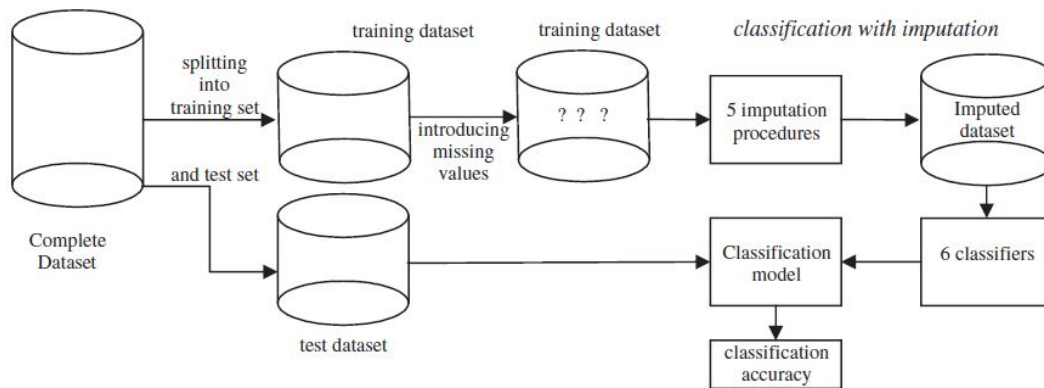 training dataset
training dataset
classification with imputation
splitting
into
training set
? ? ?
5 imputation
procedures
Imputed
dataset
introducing
missing
values
and test set
Complete
Dataset
Classification
model
6 classifiers
test dataset
classification
accuracy